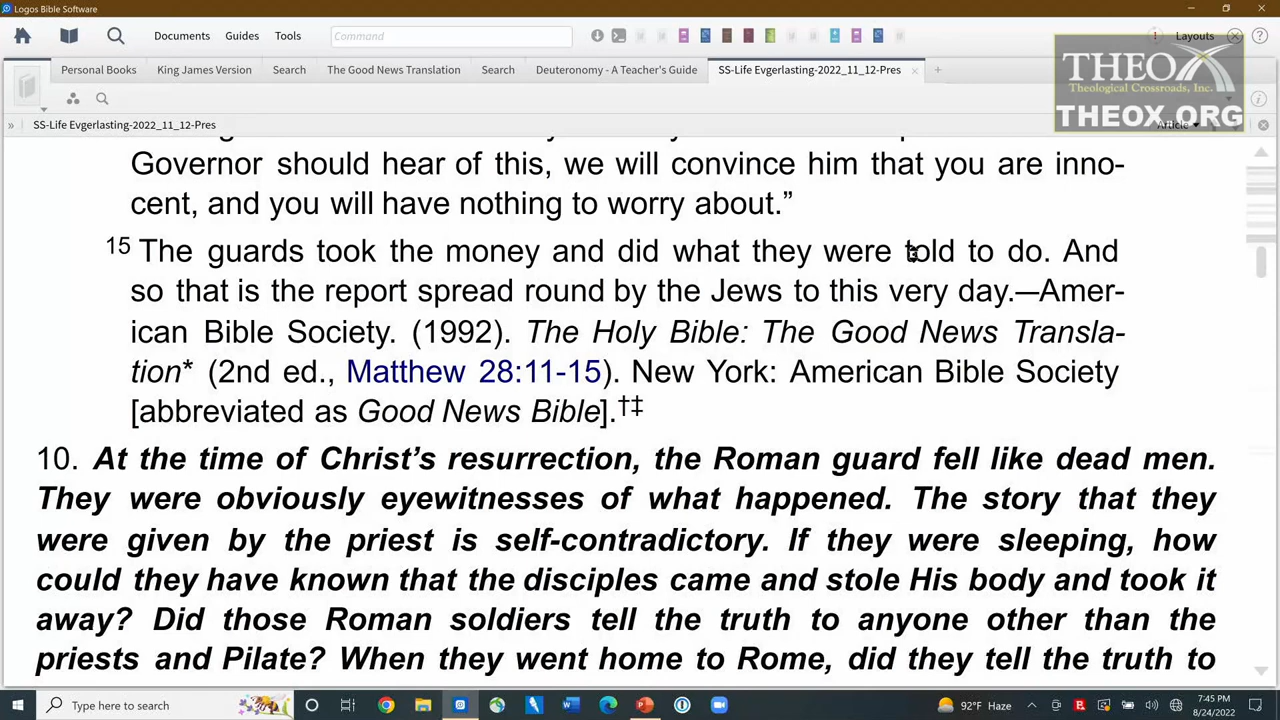 Logos Bible Software
Documents Guides Tools Command Layouts
THEOX
Theological Crossroads, Inc.
THEOX.ORG
Personal Books King James Version Search The Good News Translation Search Deuteronomy - A Teacher's Guide SS-Life Evgerlasting-2022_11_12-Pres
SS-Life Evgerlasting-2022_11_12-Pres Article
Governor should hear of this, we will convince him that you are inno-
cent, and you will have nothing to worry about.”
15 The guards took the money and did what they were told to do. And
so that is the report spread round by the Jews to this very day.—Amer-
ican Bible Society. (1992). The Holy Bible: The Good News Transla-
tion* (2nd ed., Matthew 28:11-15). New York: American Bible Society
[abbreviated as Good News Bible].†‡
10. At the time of Christ’s resurrection, the Roman guard fell like dead men.
They were obviously eyewitnesses of what happened. The story that they
were given by the priest is self-contradictory. If they were sleeping, how
could they have known that the disciples came and stole His body and took it
away? Did those Roman soldiers tell the truth to anyone other than the
priests and Pilate? When they went home to Rome, did they tell the truth to
Type here to search
92°F Haze
7:45 PM
8/24/2022